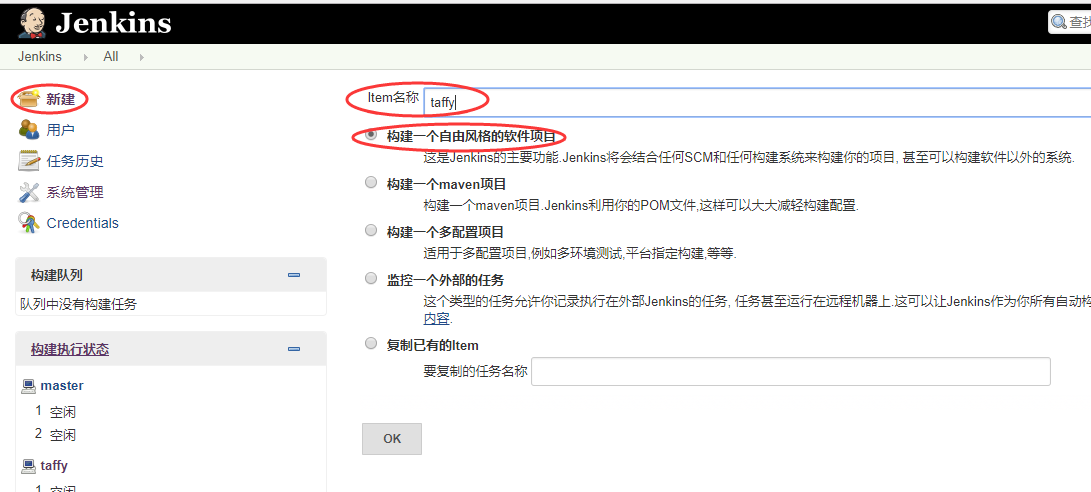 Jenkins
查找
Jenkins
All
新建
用户
任务历史
系统管理
Credentials
构建队列
队列中没有构建任务
构建执行状态
master
1 空闲
2 空闲
taffy
1 空闲
Item名称 taffy
构建一个自由风格的软件项目
这是Jenkins的主要功能.Jenkins将会结合任何SCM和任何构建系统来构建你的项目, 甚至可以构建软件以外的系统.
构建一个maven项目
构建一个maven项目.Jenkins利用你的POM文件,这样可以大大减轻构建配置.
构建一个多配置项目
适用于多配置项目,例如多环境测试,平台指定构建,等等.
监控一个外部的任务
这个类型的任务允许你记录执行在外部Jenkins的任务, 任务甚至运行在远程机器上.这可以让Jenkins作为你所有自动构
内容.
复制已有的Item
要复制的任务名称
OK